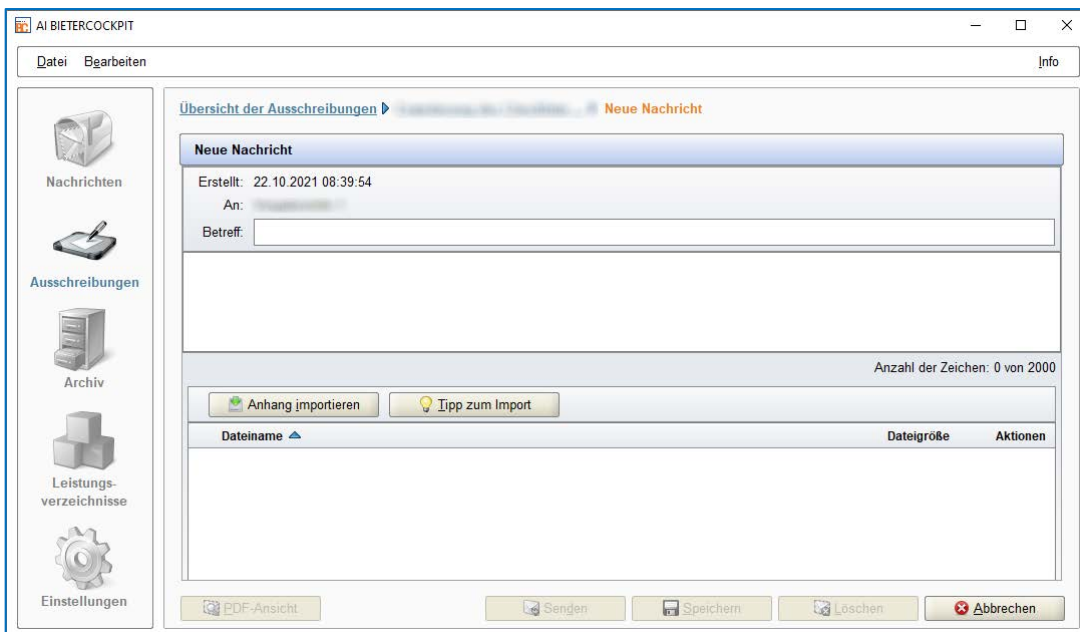 AI BIETERCOCKPIT
Datei Bearbeiten Info
Übersicht der Ausschreibungen Neue Nachricht
Neue Nachricht
Nachrichten
Erstellt: 22.10.2021 08:39:54
An:
Betreff:
Ausschreibungen
Anzahl der Zeichen: 0 von 2000
Archiv
Anhang importieren Tipp zum Import
Dateiname Dateigröße Aktionen
Leistungs-
verzeichnisse
Einstellungen
PDF-Ansicht Senden Speichern Löschen Abbrechen